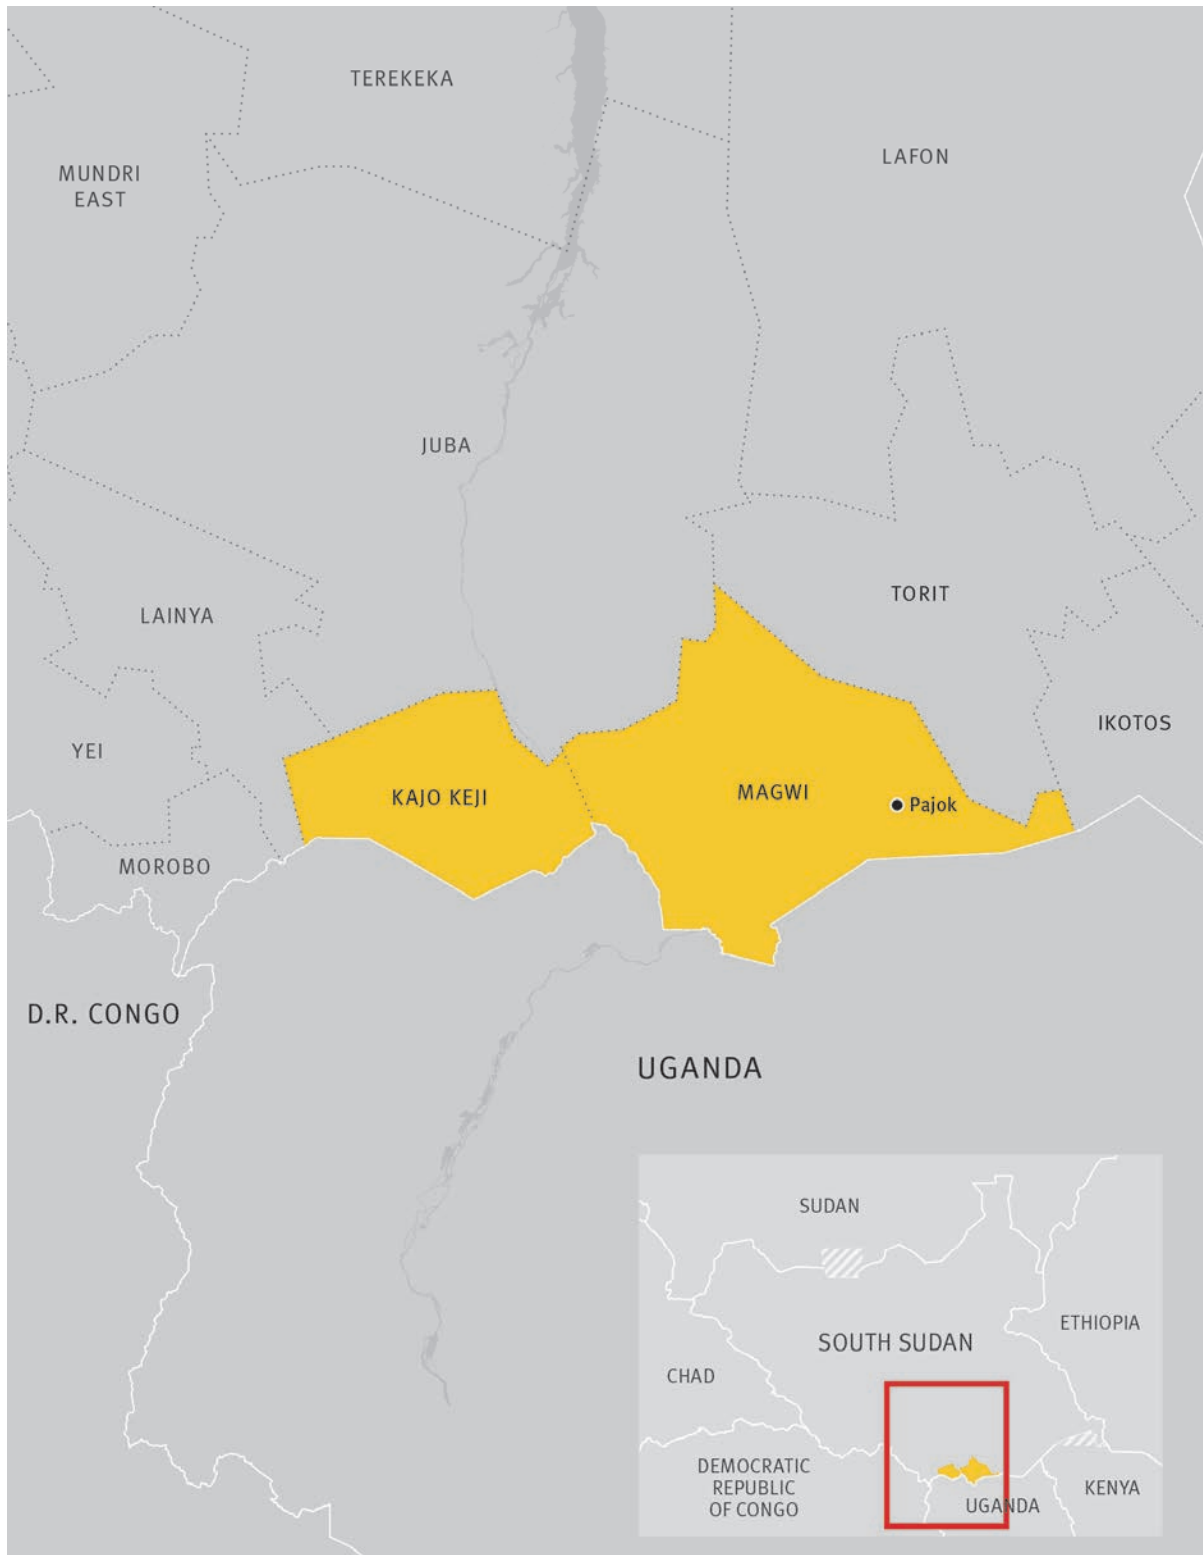 TEREKEKA
MUNDRI
EAST
LAFON
JUBA
TORIT
LAINYA
IKOTOS
YEI
KAJO KEJI
MAGWI
Pajok
MOROBO
D.R. CONGO
UGANDA
SUDAN
ETHIOPIA
SOUTH SUDAN
CHAD
DEMOCRATIC
REPUBLIC
OF CONGO
KENYA
UGANDA